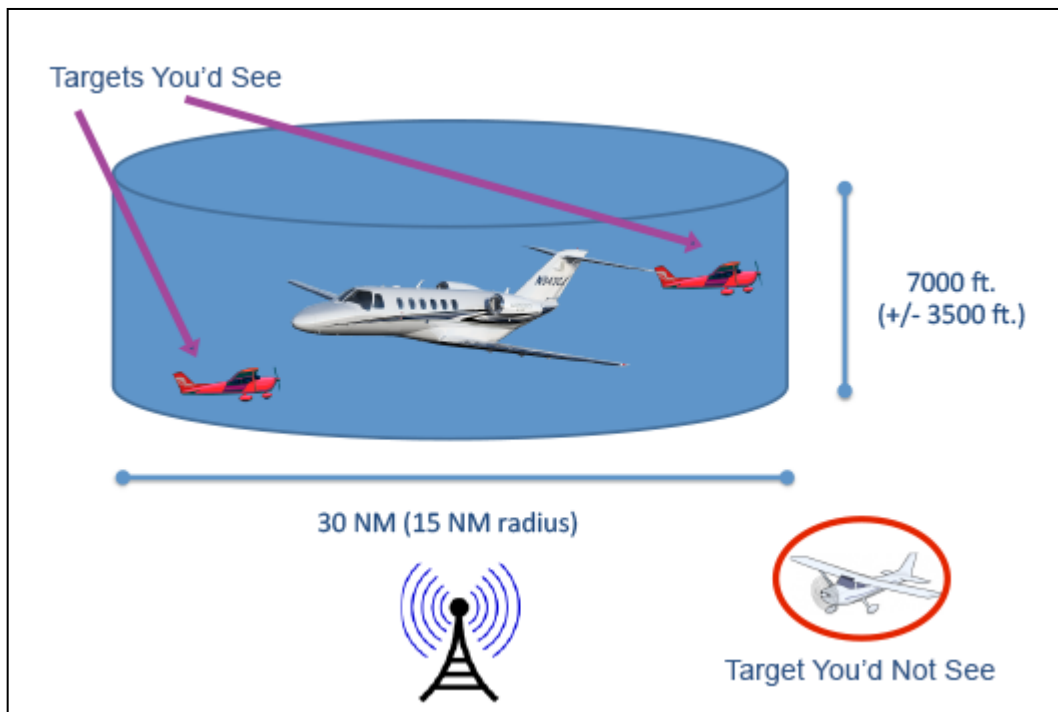 Targets You'd See
7000 ft.
(+/- 3500 ft.)
30 NM (15 NM radius)
Target You'd Not See